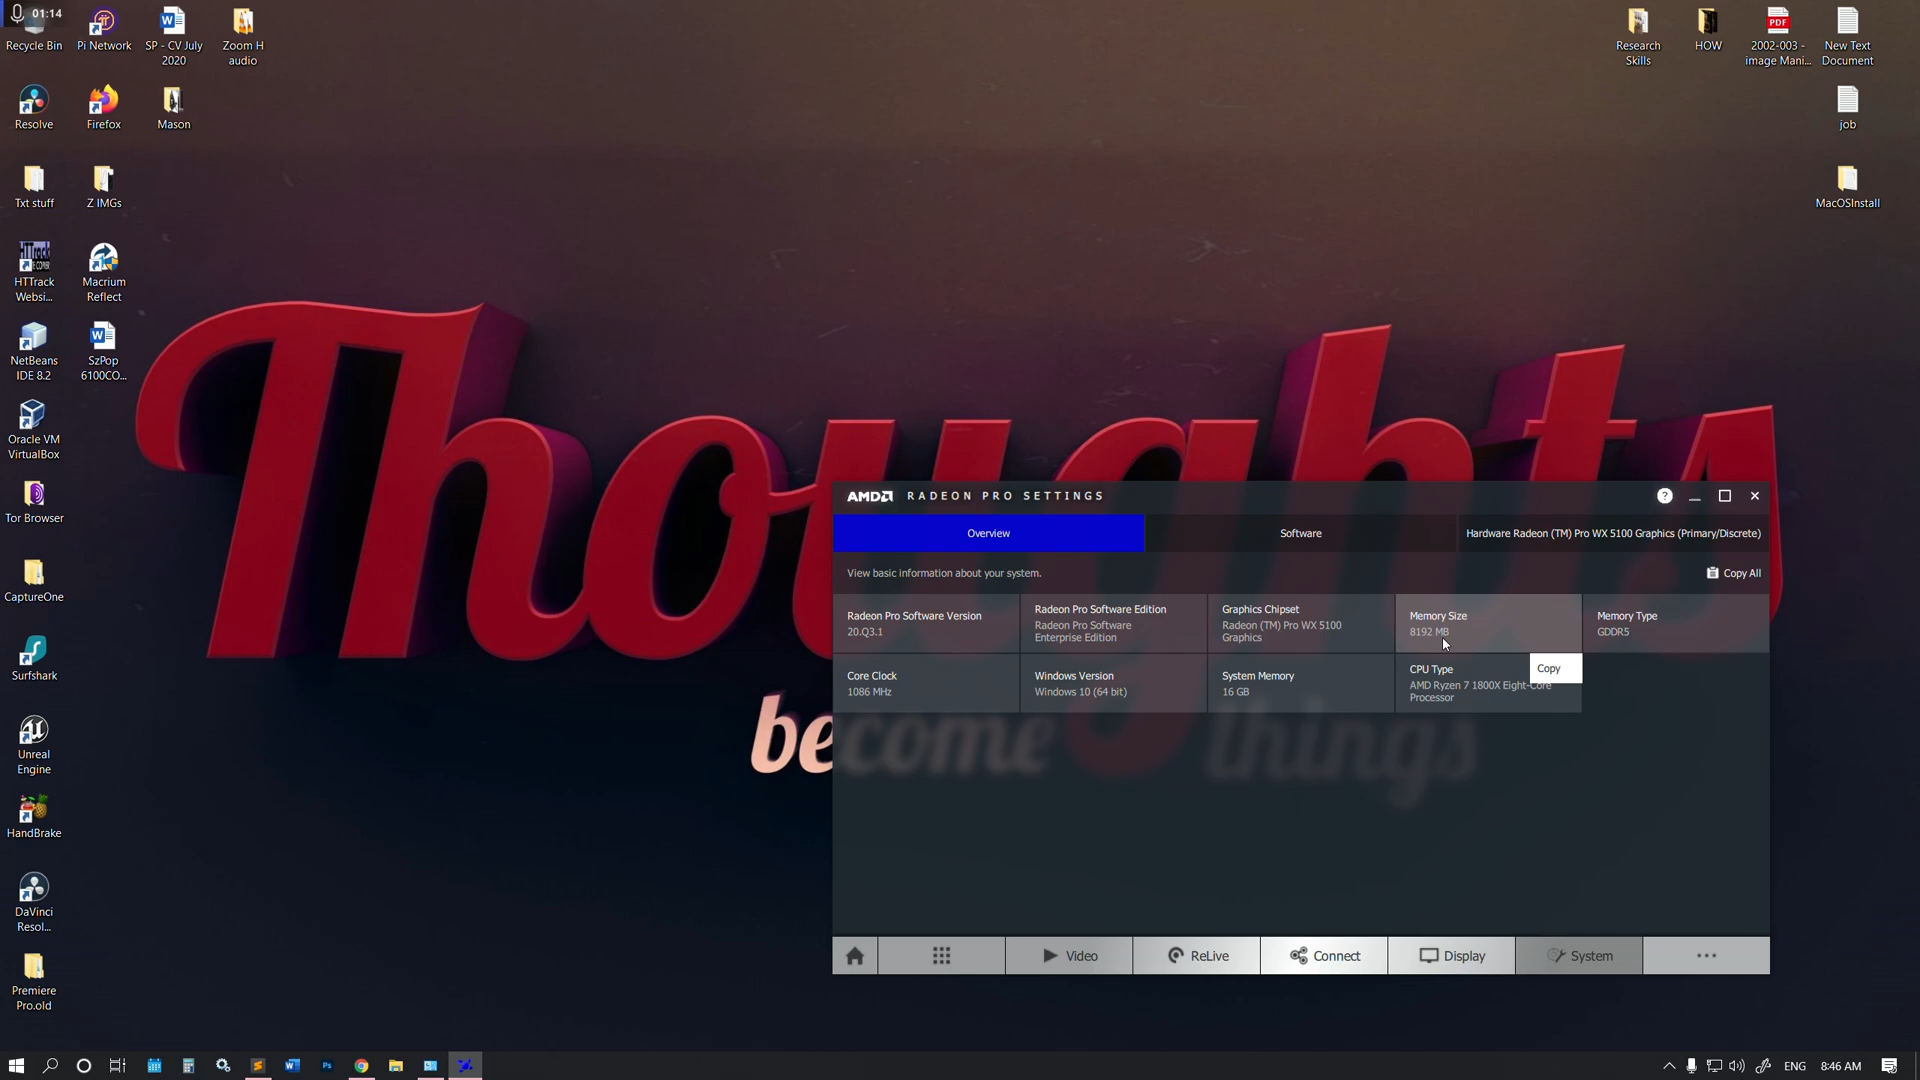 01:14
Recycle Bin
Pi Network
SP - CV July
2020
Zoom H
audio
Research
Skills
HOW
PDF
2002-003 -
image Mani...
New Text
Document
Resolve
Firefox
Mason
job
Txt stuff
Z IMGs
MacOSInstall
HTTrack
Websi...
Macrium
Reflect
NetBeans
IDE 8.2
SzPop
6100CO...
Oracle VM
VirtualBox
Tor Browser
CaptureOne
Surfshark
Unreal
Engine
HandBrake
DaVinci
Resol...
Premiere
Pro.old
Thoughts
become things
AMD RADEON PRO SETTINGS
?
Overview
Software
Hardware Radeon (TM) Pro WX 5100 Graphics (Primary/Discrete)
View basic information about your system.
Copy All
Radeon Pro Software Version
20.Q3.1
Radeon Pro Software Edition
Radeon Pro Software
Enterprise Edition
Graphics Chipset
Radeon (TM) Pro WX 5100
Graphics
Memory Size
8192 MB
Memory Type
GDDR5
Core Clock
1086 MHz
Windows Version
Windows 10 (64 bit)
System Memory
16 GB
CPU Type
AMD Ryzen 7 1800X Eight-Core
Processor
Copy
Video
ReLive
Connect
Display
System
...
ENG
8:46 AM